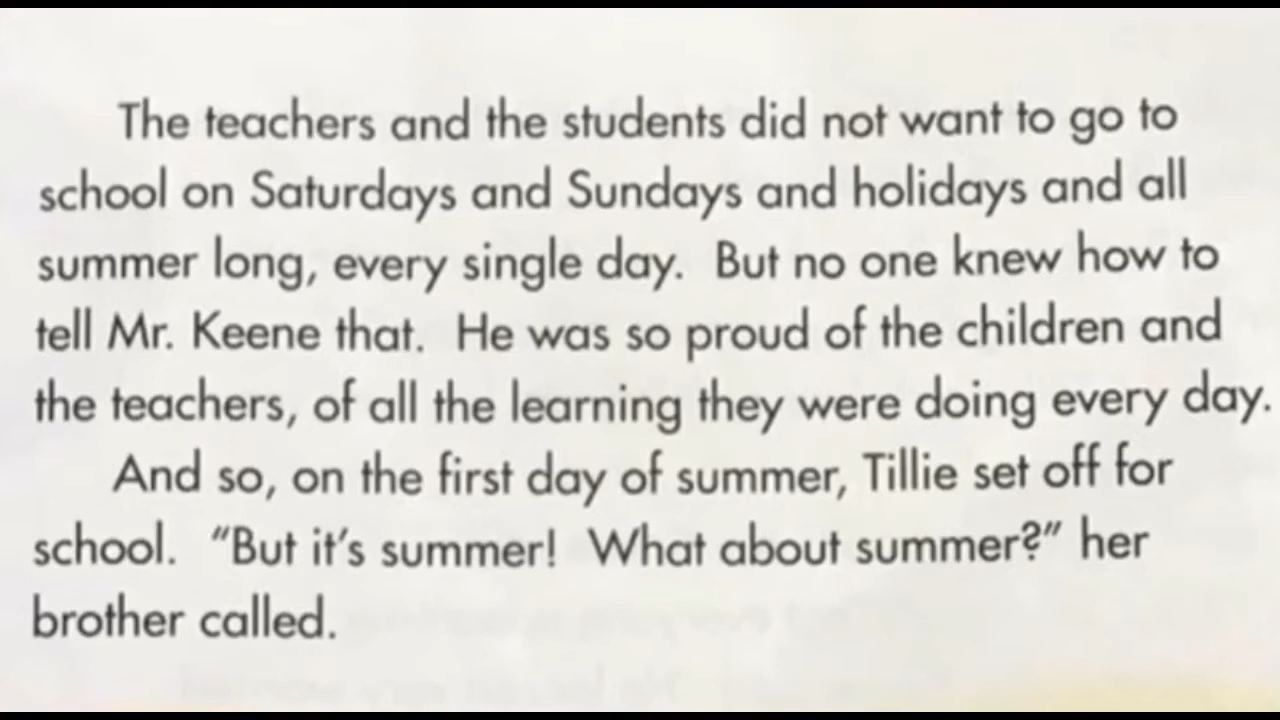 The teachers and the students did not want to go to
school on Saturdays and Sundays and holidays and all
summer long, every single day. But no one knew how to
tell Mr. Keene that. He was so proud of the children and
the teachers, of all the learning they were doing every day.
And so, on the first day of summer, Tillie set off for
school. "But it's summer! What about summer?" her
brother called.